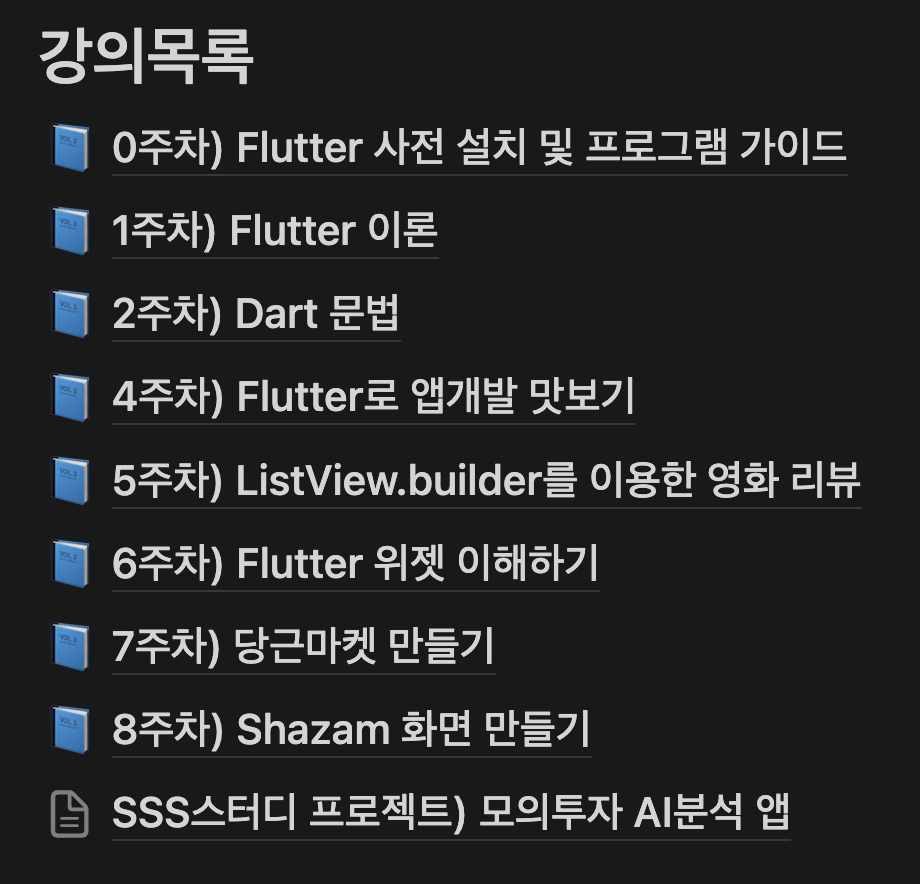 강의목록
0주차) Flutter 사전 설치 및 프로그램 가이드
1주차) Flutter 이론
2주차) Dart 문법
4주차) Flutter로 앱개발 맛보기
5주차) ListView.builder를 이용한 영화 리뷰
6주차) Flutter 위젯 이해하기
7주차) 당근마켓 만들기
8주차) Shazam 화면 만들기
SSS스터디 프로젝트) 모의투자 AI분석 앱